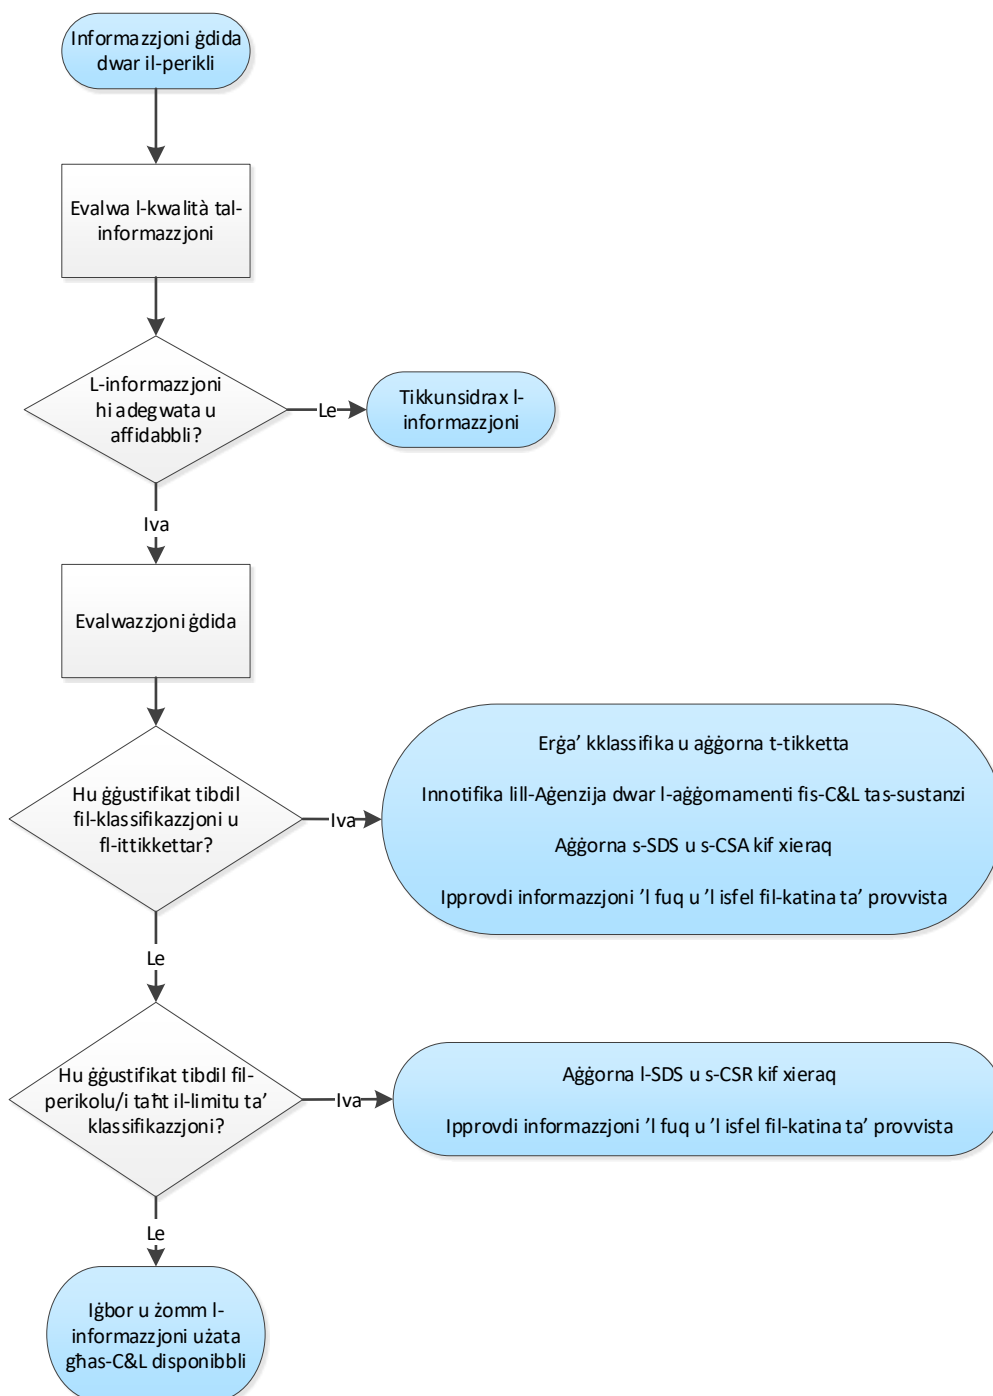 Informazzjoni ġdida
dwar il-perikli
Evalwa l-kwalità tal-
informazzjoni
L-informazzjoni
hi adegwata u
affidabbli?
Le
Tikkunsidrax l-
informazzjoni
Iva
Evalwazzjoni ġdida
Hu ġġustifikat tibdil
fil-klassifikazzjoni u
fl-ittikkettar?
Iva
Erġa’ kklassifika u aġġorna t-tikketta
Innotifika lill-Aġenzija dwar l-aġġornamenti fis-C&L tas-sustanzi
Aġġorna s-SDS u s-CSA kif xieraq
Ipprovdi informazzjoni ’l fuq u ’l isfel fil-katina ta’ provvista
Le
Hu ġġustifikat tibdil fil-
perikolu/i taħt il-limitu ta’
klassifikazzjoni?
Iva
Aġġorna l-SDS u s-CSR kif xieraq
Ipprovdi informazzjoni ’l fuq u ’l isfel fil-katina ta’ provvista
Le
Iġbor u żomm l-
informazzjoni użata
għas-C&L disponibbli